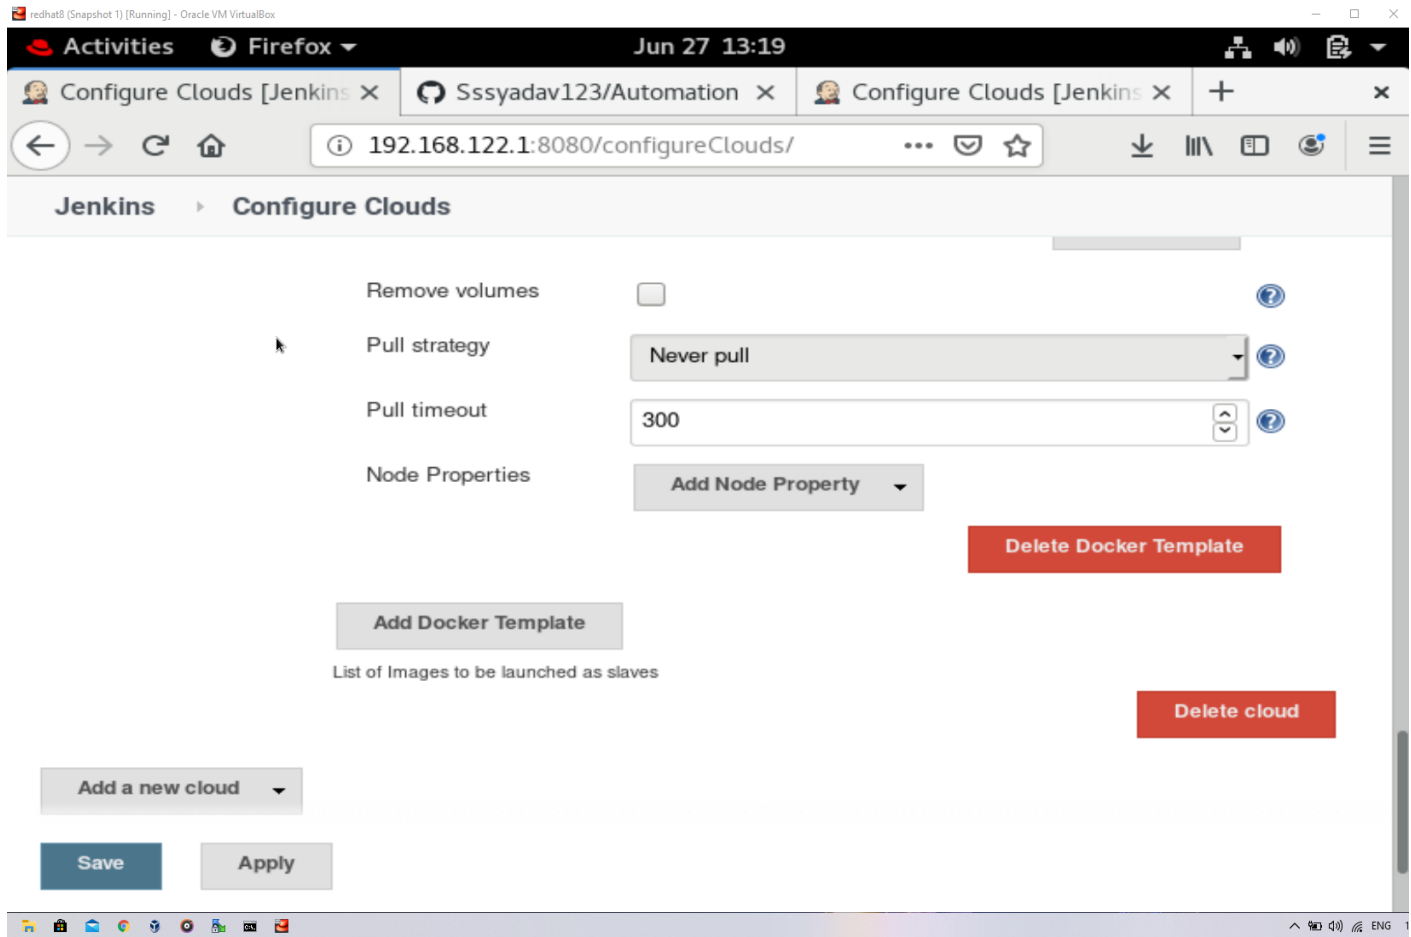 redhat8 (Snapshot 1) [Running] - Oracle VM VirtualBox
Activities Firefox Jun 27 13:19
Configure Clouds [Jenkins Sssyadav123/Automation Configure Clouds [Jenkins
192.168.122.1:8080/configureClouds/
Jenkins Configure Clouds
Remove volumes
Pull strategy Never pull
Pull timeout 300
Node Properties Add Node Property
Delete Docker Template
Add Docker Template
List of Images to be launched as slaves
Delete cloud
Add a new cloud
Save Apply
ENG